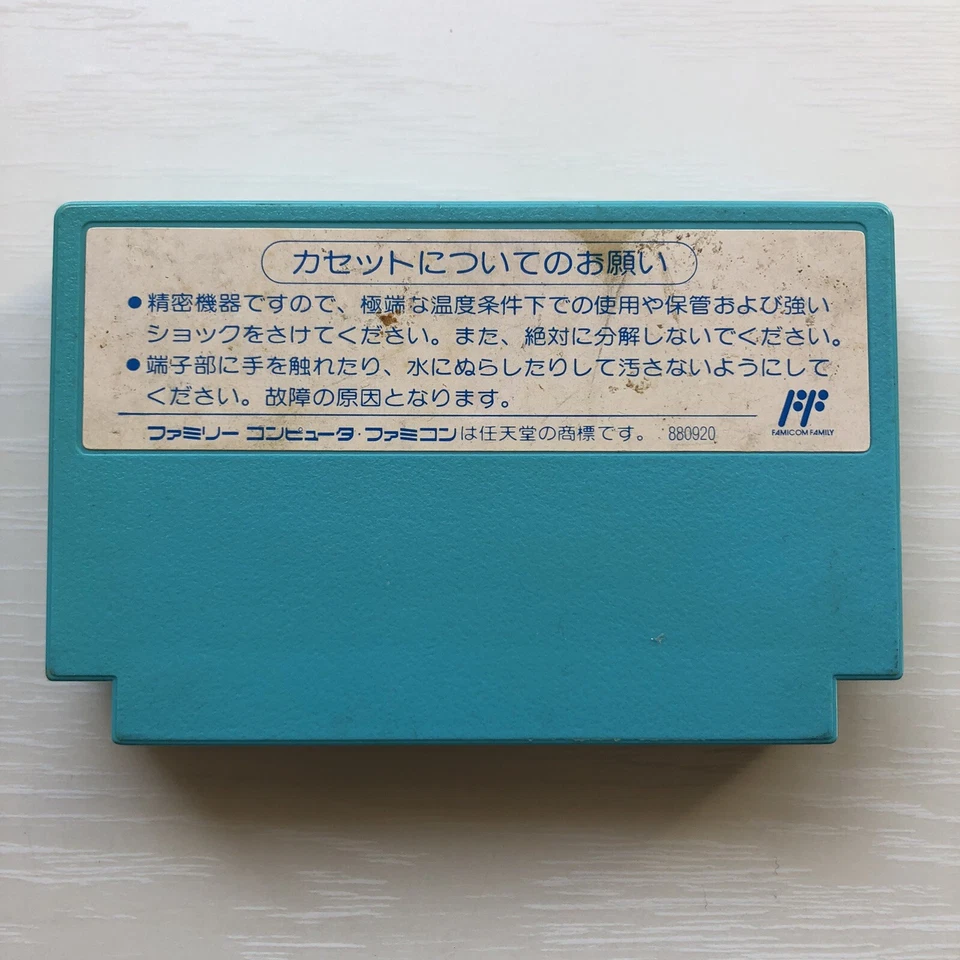 カセットについてのお願い
●精密機器ですので、極端な温度条件下での使用や保管および強い
ショックをさけてください。また、絶対に分解しないでください。
●端子部に手を触れたり、水にぬらしたりして汚さないようにして
ください。故障の原因となります。
ファミリー コンピュータ・ファミコンは任天堂の商標です。 880920
FAMICOM FAMILY